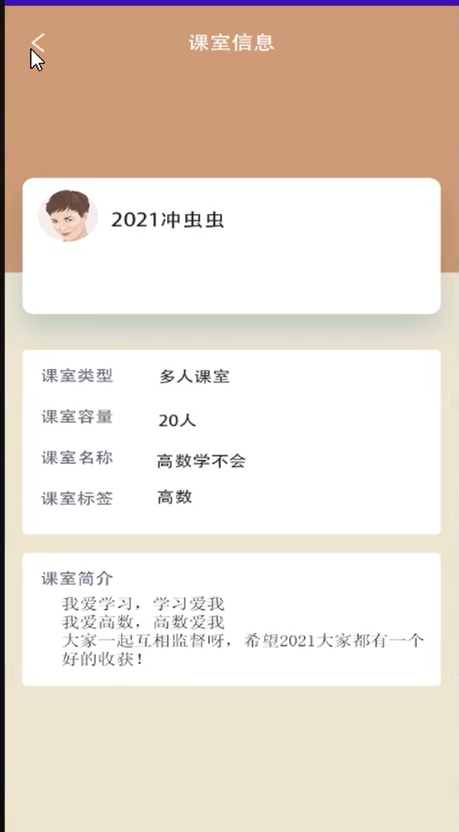 课室信息
2021冲虫虫
课室类型 多人课室
课室容量 20人
课室名称 高数学不会
课室标签 高数
课室简介
我爱学习，学习爱我
我爱高数，高数爱我
大家一起互相监督呀，希望2021大家都有一个
好的收获！